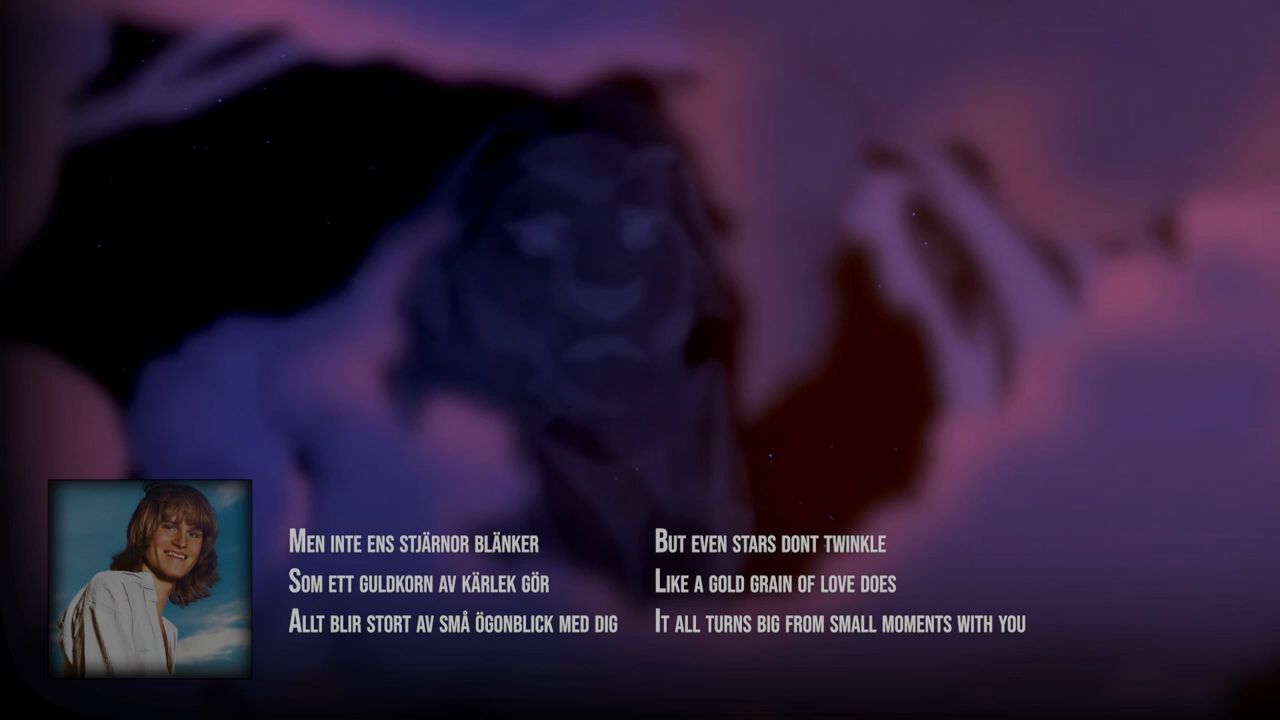 Men inte ens stjärnor blänker
Som ett guldkorn av kärlek gör
Allt blir stort av små ögonblick med dig
But even stars dont twinkle
Like a gold grain of love does
It all turns big from small moments with you